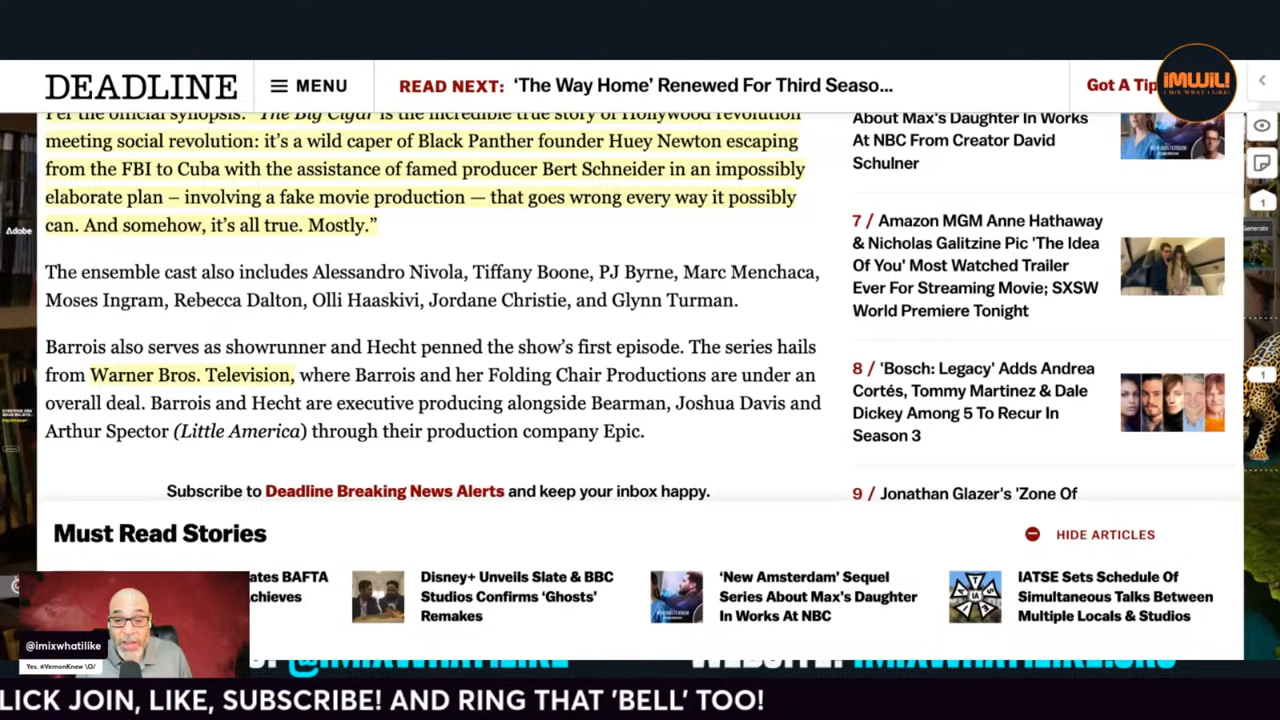 DEADLINE
MENU
READ NEXT: 'The Way Home' Renewed For Third Seaso...
Got A Tip
iMWiL!
I MIX WHAT I LIKE!
Per the official synopsis: "The Big Cigar is the incredible true story of Hollywood revolution
meeting social revolution: it's a wild caper of Black Panther founder Huey Newton escaping
from the FBI to Cuba with the assistance of famed producer Bert Schneider in an impossibly
elaborate plan – involving a fake movie production — that goes wrong every way it possibly
can. And somehow, it's all true. Mostly."
The ensemble cast also includes Alessandro Nivola, Tiffany Boone, PJ Byrne, Marc Menchaca,
Moses Ingram, Rebecca Dalton, Olli Haaskivi, Jordane Christie, and Glynn Turman.
Barrois also serves as showrunner and Hecht penned the show's first episode. The series hails
from Warner Bros. Television, where Barrois and her Folding Chair Productions are under an
overall deal. Barrois and Hecht are executive producing alongside Bearman, Joshua Davis and
Arthur Spector (Little America) through their production company Epic.
Subscribe to Deadline Breaking News Alerts and keep your inbox happy.
About Max's Daughter In Works
At NBC From Creator David
Schulner
7 / Amazon MGM Anne Hathaway
& Nicholas Galitzine Pic 'The Idea
Of You' Most Watched Trailer
Ever For Streaming Movie; SXSW
World Premiere Tonight
8 / 'Bosch: Legacy' Adds Andrea
Cortés, Tommy Martinez & Dale
Dickey Among 5 To Recur In
Season 3
9 / Jonathan Glazer's 'Zone Of
Adobe
1
Generate
1
Must Read Stories
HIDE ARTICLES
ates BAFTA
chieves
Disney+ Unveils Slate & BBC
Studios Confirms 'Ghosts'
Remakes
'New Amsterdam' Sequel
Series About Max's Daughter
In Works At NBC
IATSE Sets Schedule Of
Simultaneous Talks Between
Multiple Locals & Studios
@imixwhatilike
Yes. #VernonKnew \O/
@IMIXWHATILIKE
WEBSITE: IMIXWHATILIKE.ORG
LICK JOIN, LIKE, SUBSCRIBE! AND RING THAT 'BELL' TOO!